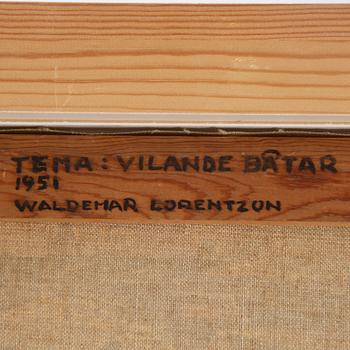 TEMA: VILANDE BÅTAR
1951
WALDEMAR LORENTZON